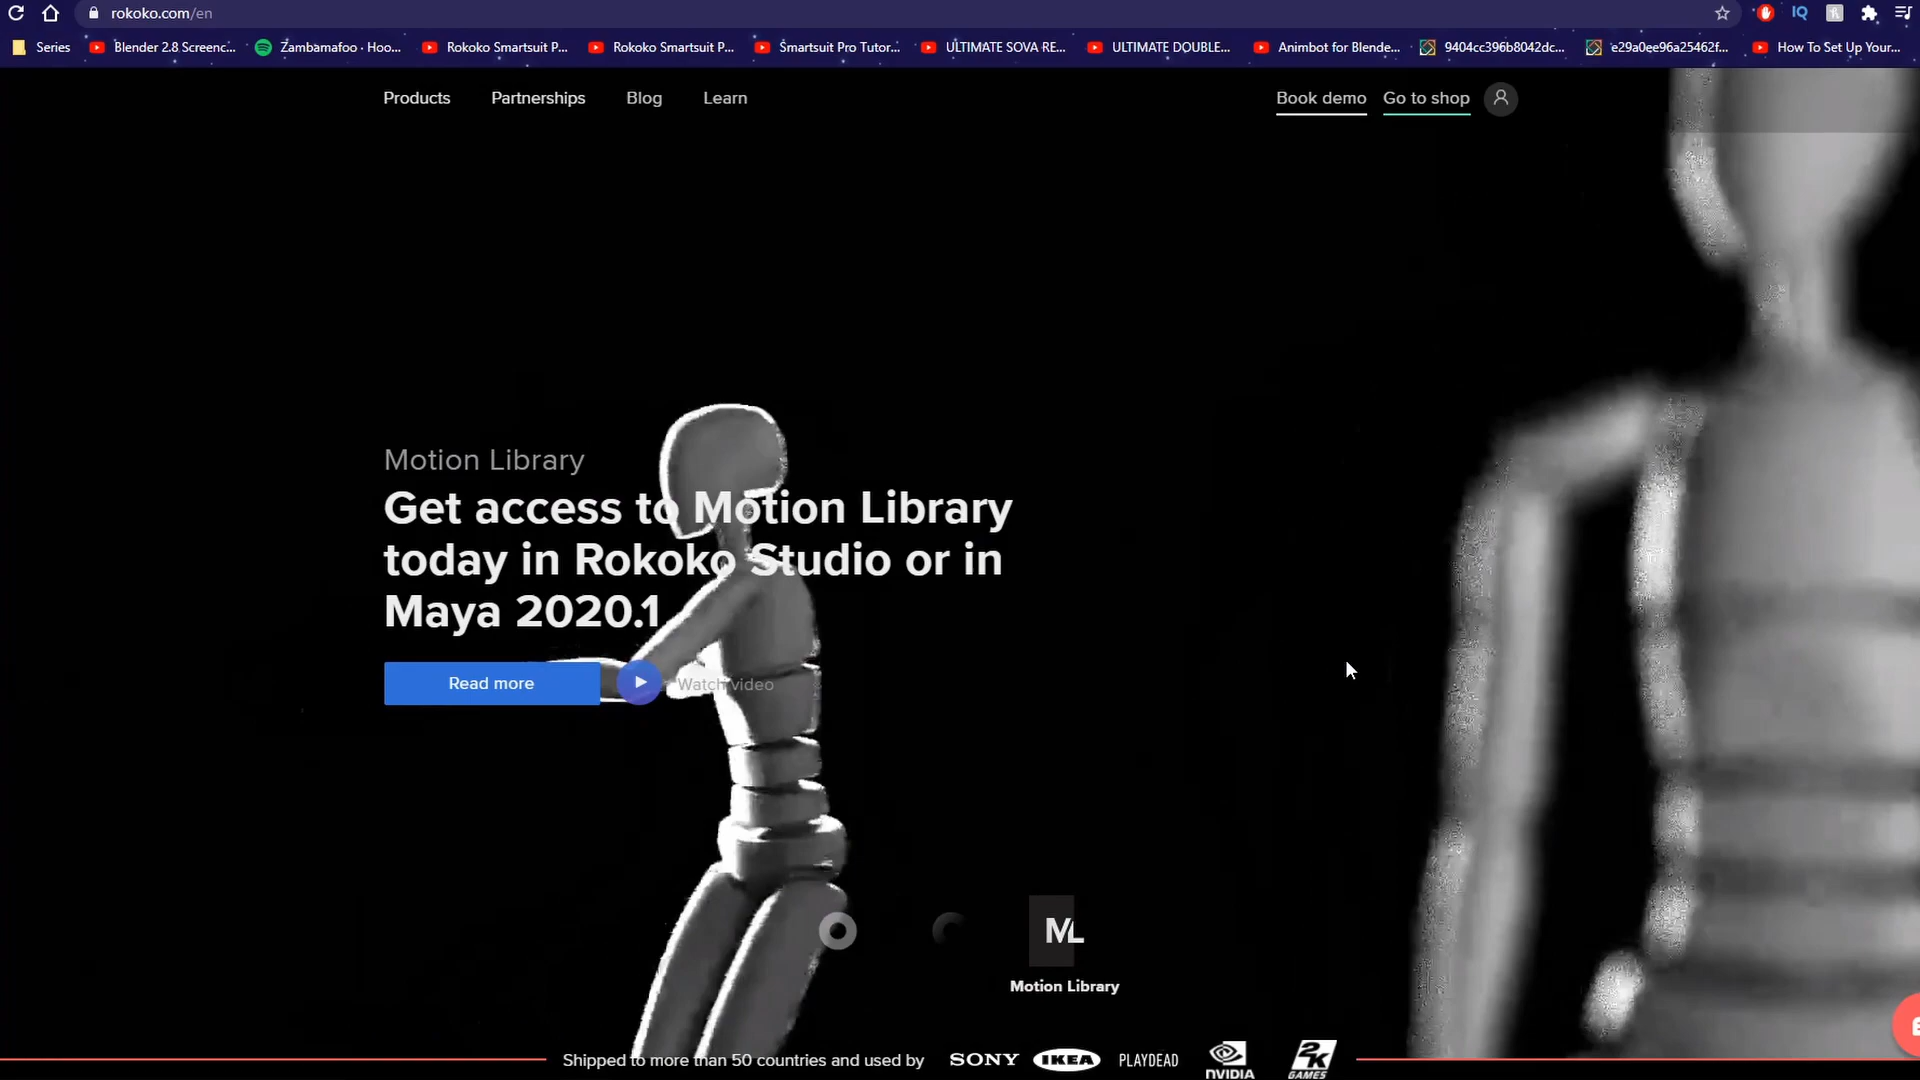 rokoko.com/en
IQ
Series
Blender 2.8 Screenc...
Zambamafoo · Hoo...
Rokoko Smartsuit P...
Rokoko Smartsuit P...
Smartsuit Pro Tutor...
ULTIMATE SOVA RE...
ULTIMATE DOUBLE...
Animbot for Blende...
9404cc396b8042dc...
e29a0ee96a25462f...
How To Set Up Your...
Products
Partnerships
Blog
Learn
Book demo
Go to shop
Motion Library
Get access to Motion Library
today in Rokoko Studio or in
Maya 2020.1
Read more
Watch video
ML
Motion Library
Shipped to more than 50 countries and used by
SONY
IKEA
PLAYDEAD
NVIDIA
2K
GAMES